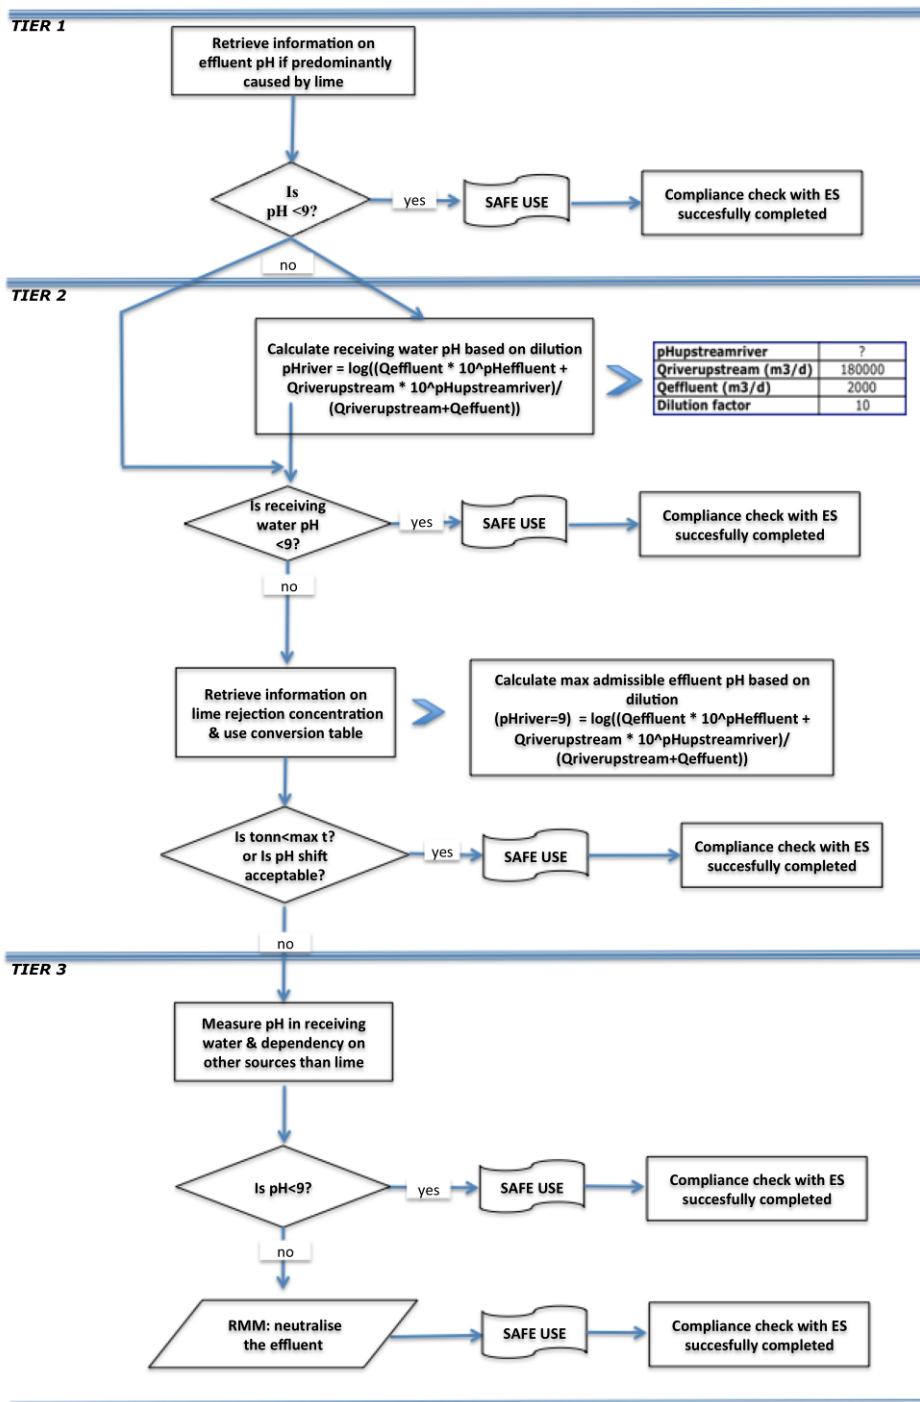 TIER 1
Retrieve information on
effluent pH if predominantly
caused by lime
Is
pH <9?
yes
SAFE USE
Compliance check with ES
succesfully completed
no
TIER 2
Calculate receiving water pH based on dilution
pHriver = log((Qeffluent * 10^pHeffluent +
Qriverupstream * 10^pHupstreamriver)/
(Qriverupstream+Qeffuent))
pHupstreamriver ?
Qriverupstream (m3/d) 180000
Qeffluent (m3/d) 2000
Dilution factor 10
Is receiving
water pH
<9?
yes
SAFE USE
Compliance check with ES
succesfully completed
no
Retrieve information on
lime rejection concentration
& use conversion table
Calculate max admissible effluent pH based on
dilution
(pHriver=9) = log((Qeffluent * 10^pHeffluent +
Qriverupstream * 10^pHupstreamriver)/
(Qriverupstream+Qeffuent))
Is tonn<max t?
or Is pH shift
acceptable?
yes
SAFE USE
Compliance check with ES
succesfully completed
no
TIER 3
Measure pH in receiving
water & dependency on
other sources than lime
Is pH<9?
yes
SAFE USE
Compliance check with ES
succesfully completed
no
RMM: neutralise
the effluent
SAFE USE
Compliance check with ES
succesfully completed